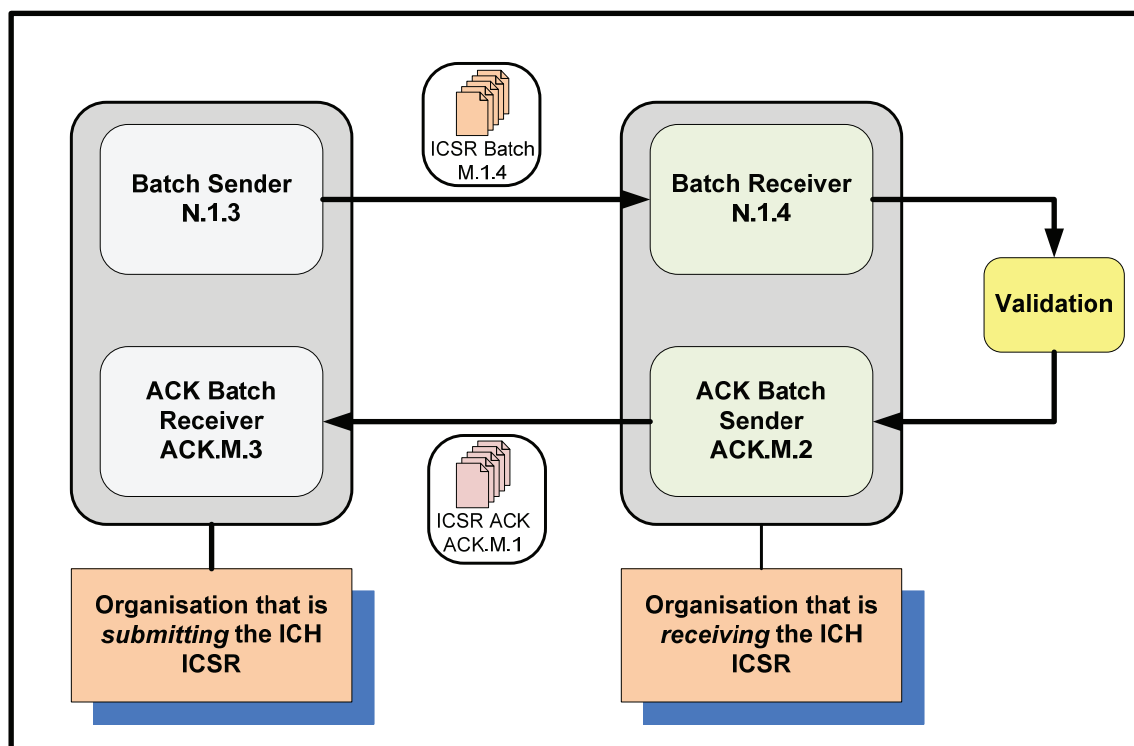 ICSR Batch
M.1.4
Batch Sender
N.1.3
Batch Receiver
N.1.4
Validation
ACK Batch
Receiver
ACK.M.3
ACK Batch
Sender
ACK.M.2
ICSR ACK
ACK.M.1
Organisation that is
submitting the ICH
ICSR
Organisation that is
receiving the ICH
ICSR